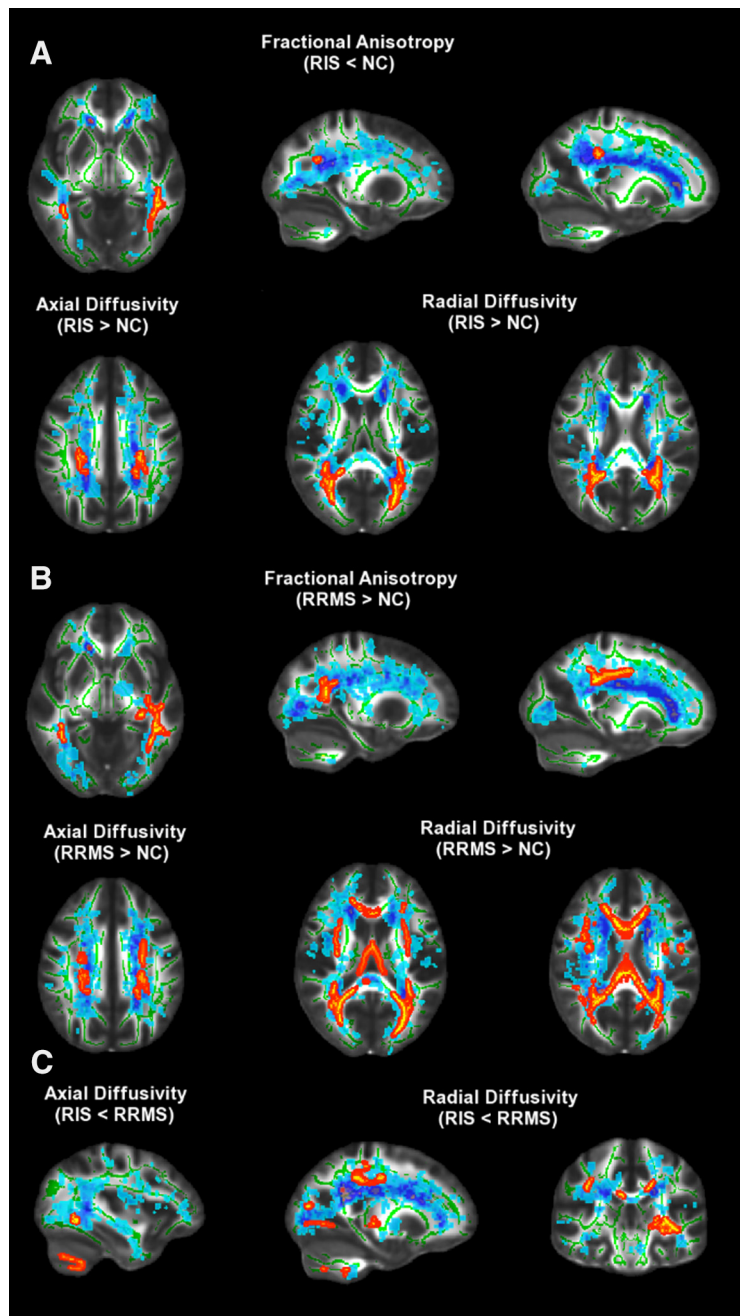 A
Fractional Anisotropy
(RIS < NC)
Axial Diffusivity
(RIS > NC)
Radial Diffusivity
(RIS > NC)
B
Fractional Anisotropy
(RRMS > NC)
Axial Diffusivity
(RRMS > NC)
Radial Diffusivity
(RRMS > NC)
C
Axial Diffusivity
(RIS < RRMS)
Radial Diffusivity
(RIS < RRMS)